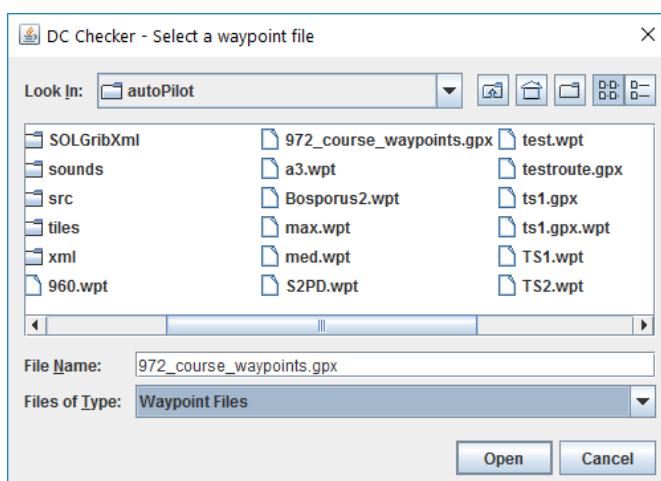 DC Checker - Select a waypoint file
Look In: autoPilot
SOLGribXml 972_course_waypoints.gpx test.wpt
sounds a3.wpt testroute.gpx
src Bosporus2.wpt ts1.gpx
tiles max.wpt ts1.gpx.wpt
xml med.wpt TS1.wpt
960.wpt S2PD.wpt TS2.wpt
File Name: 972_course_waypoints.gpx
Files of Type: Waypoint Files
Open Cancel